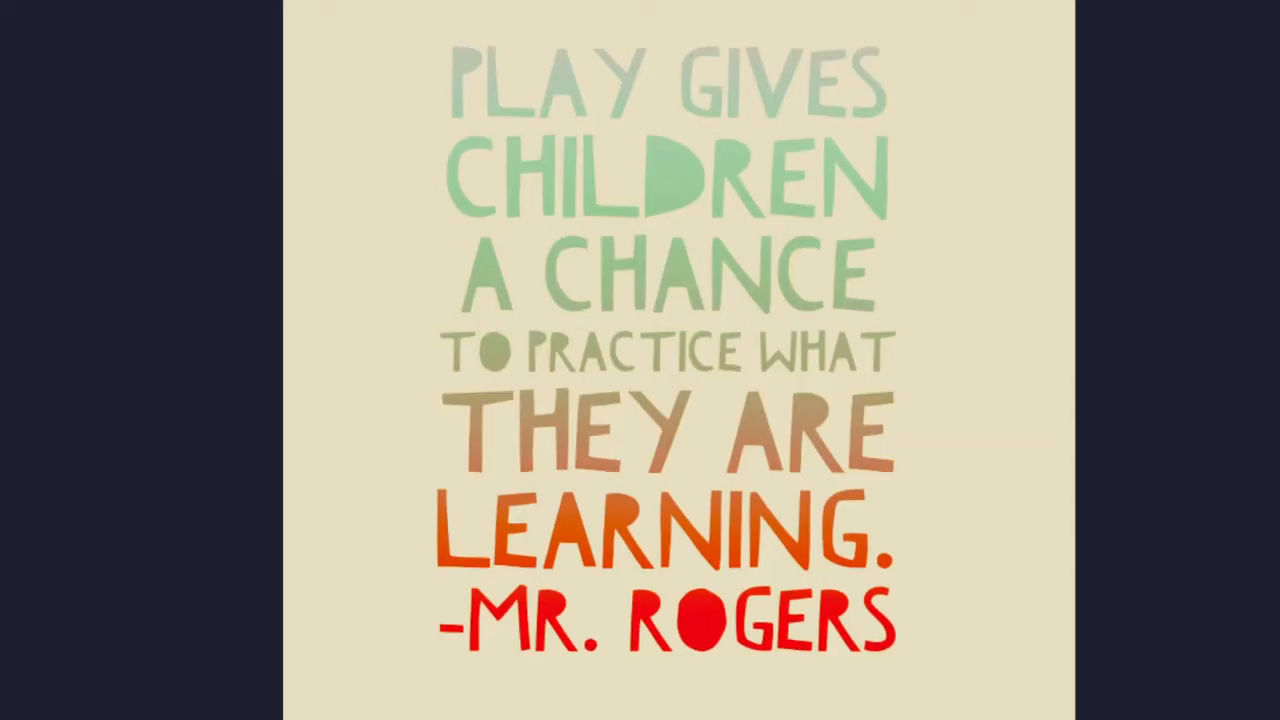 PLAY GIVES
CHILDREN
A CHANCE
TO PRACTICE WHAT
THEY ARE
LEARNING.
-MR. ROGERS